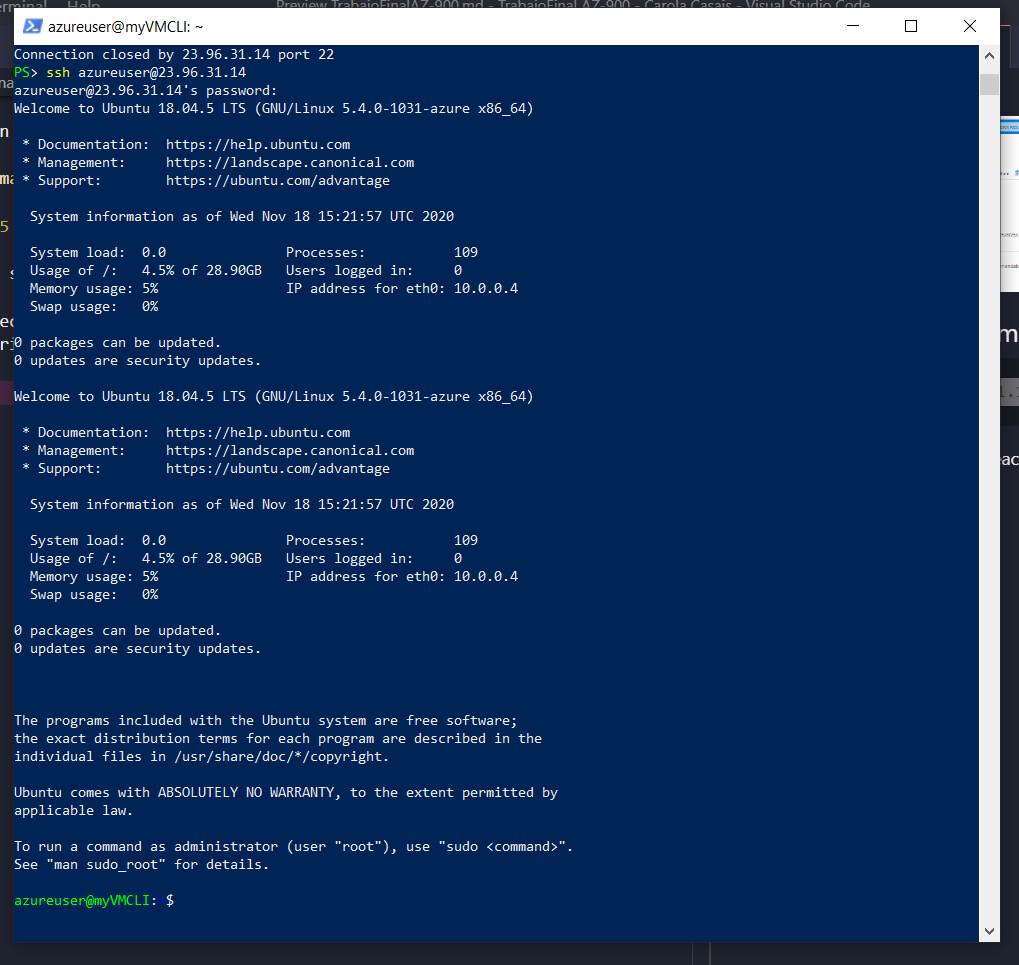 Terminal Help
Preview TrabajoFinalAZ-900.md - TrabajoFinal AZ-900 - Carola Casais - Visual Studio Code
azureuser@myVMCLI: ~
Connection closed by 23.96.31.14 port 22
PS> ssh azureuser@23.96.31.14
azureuser@23.96.31.14's password:
Welcome to Ubuntu 18.04.5 LTS (GNU/Linux 5.4.0-1031-azure x86_64)
* Documentation:  https://help.ubuntu.com
* Management:     https://landscape.canonical.com
* Support:        https://ubuntu.com/advantage
System information as of Wed Nov 18 15:21:57 UTC 2020
System load:  0.0               Processes:           109
Usage of /:   4.5% of 28.90GB   Users logged in:     0
Memory usage: 5%                IP address for eth0: 10.0.0.4
Swap usage:   0%
0 packages can be updated.
0 updates are security updates.
Welcome to Ubuntu 18.04.5 LTS (GNU/Linux 5.4.0-1031-azure x86_64)
* Documentation:  https://help.ubuntu.com
* Management:     https://landscape.canonical.com
* Support:        https://ubuntu.com/advantage
System information as of Wed Nov 18 15:21:57 UTC 2020
System load:  0.0               Processes:           109
Usage of /:   4.5% of 28.90GB   Users logged in:     0
Memory usage: 5%                IP address for eth0: 10.0.0.4
Swap usage:   0%
0 packages can be updated.
0 updates are security updates.
The programs included with the Ubuntu system are free software;
the exact distribution terms for each program are described in the
individual files in /usr/share/doc/*/copyright.
Ubuntu comes with ABSOLUTELY NO WARRANTY, to the extent permitted by
applicable law.
To run a command as administrator (user "root"), use "sudo <command>".
See "man sudo_root" for details.
azureuser@myVMCLI: $